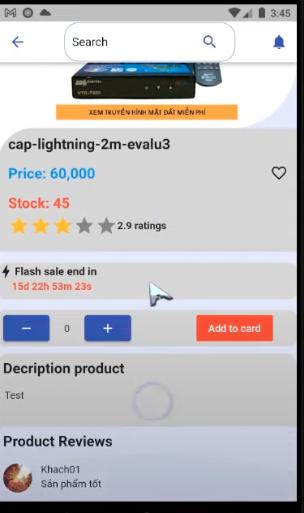 3:45
Search
VTC-T201
XEM TRUYỀN HÌNH MẶT ĐẤT MIỄN PHÍ
cap-lightning-2m-evalu3
Price: 60,000
Stock: 45
2.9 ratings
Flash sale end in
15d 22h 53m 23s
− 0 + Add to card
Decription product
Test
Product Reviews
Khach01
Sản phẩm tốt